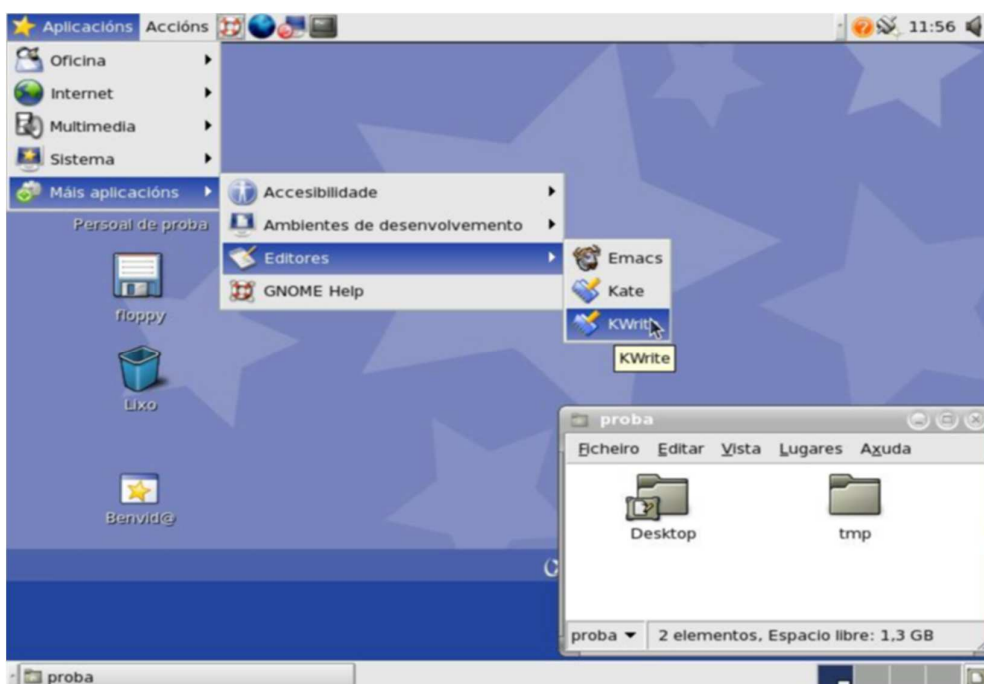 Aplicacións Accións 11:56
Oficina
Internet
Multimedia
Sistema
Máis aplicacións
Accesibilidade
Ambientes de desenvolvemento
Editores
GNOME Help
Emacs
Kate
KWrite
KWrite
Persoal de proba
floppy
Lixo
Benvid@
proba
Ficheiro Editar Vista Lugares Axuda
Desktop tmp
proba 2 elementos, Espacio libre: 1,3 GB
proba